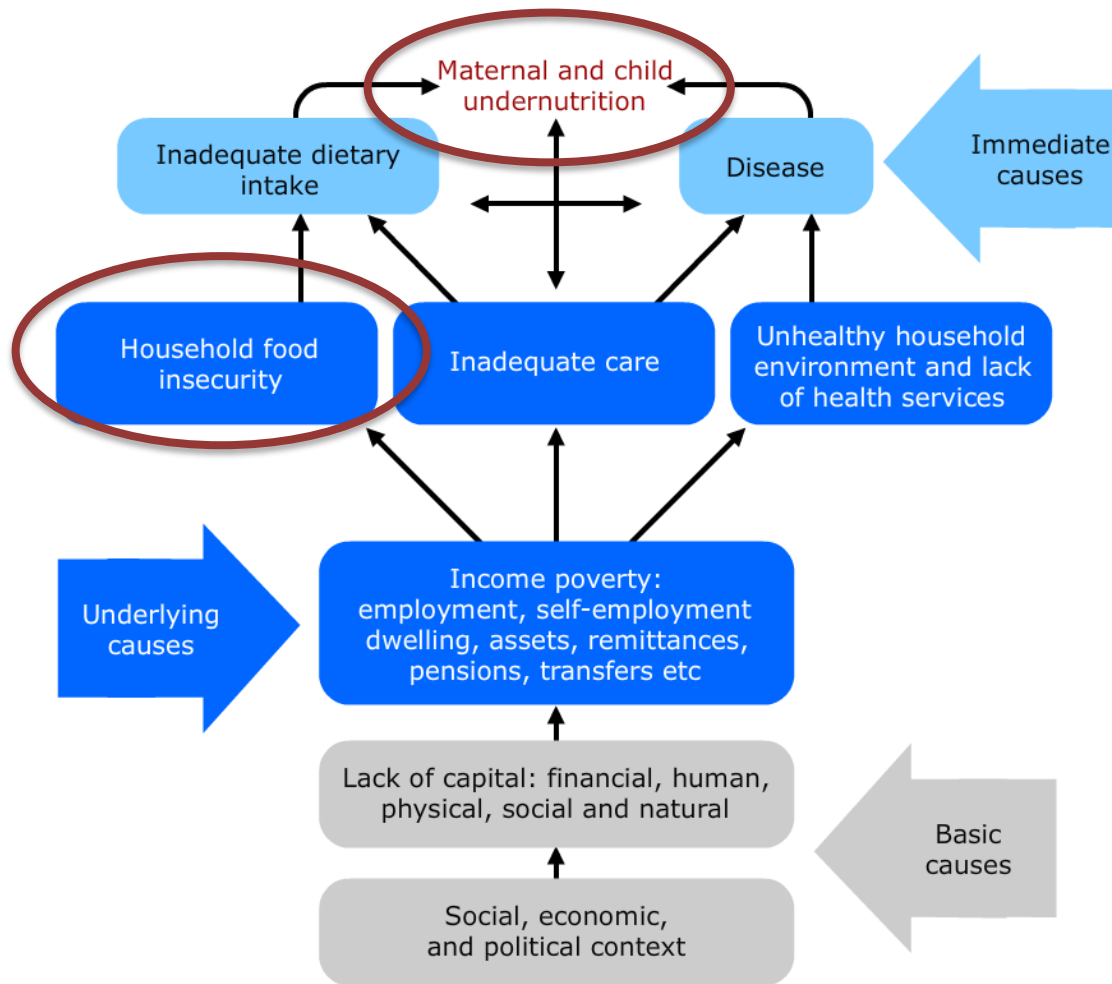 Maternal and child
undernutrition
Inadequate dietary
intake
Disease
Immediate
causes
Household food
insecurity
Inadequate care
Unhealthy household
environment and lack
of health services
Underlying
causes
Income poverty:
employment, self-employment
dwelling, assets, remittances,
pensions, transfers etc
Lack of capital: financial, human,
physical, social and natural
Basic
causes
Social, economic,
and political context